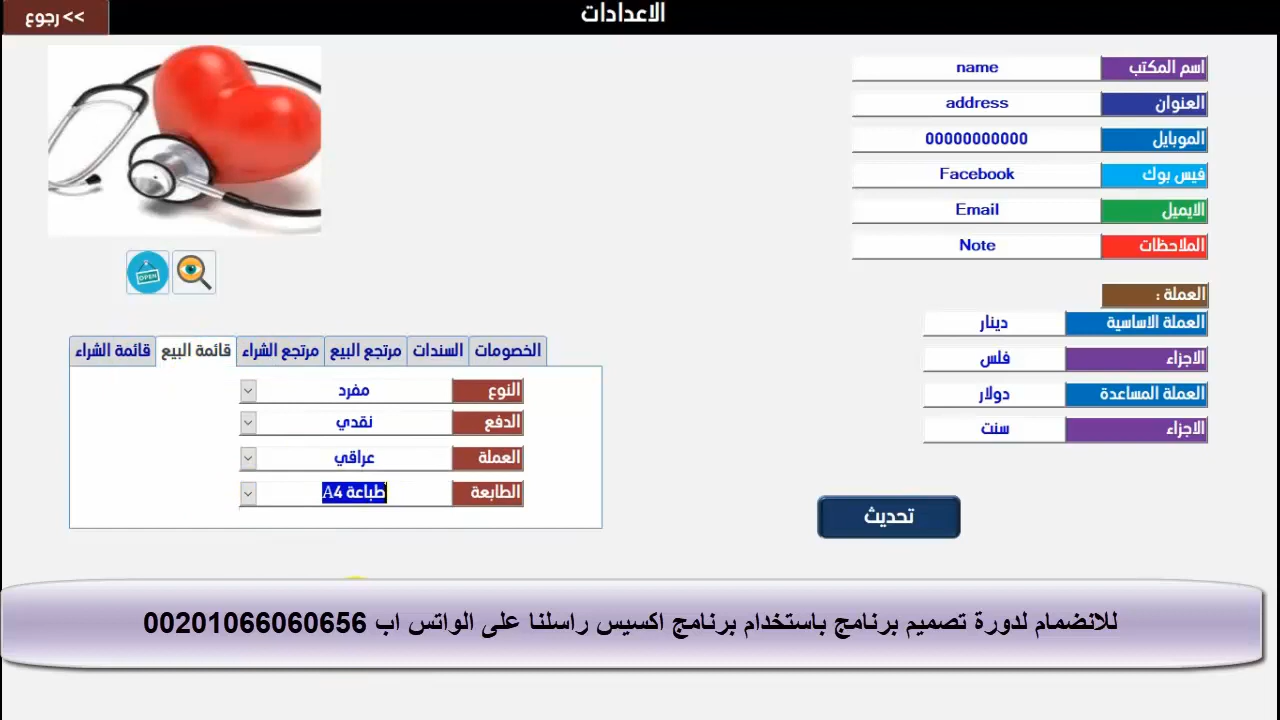 الاعدادات
>> رجوع
اسم المكتب name
العنوان address
الموبايل 00000000000
فيس بوك Facebook
الايميل Email
الملاحظات Note
العملة :
العملة الاساسية دينار
الاجزاء فلس
العملة المساعدة دولار
الاجزاء سنت
تحديث
OPEN
الخصومات السندات مرتجع البيع مرتجع الشراء قائمة البيع قائمة الشراء
النوع مفرد
الدفع نقدي
العملة عراقي
الطابعة طباعة A4
للانضمام لدورة تصميم برنامج باستخدام برنامج اكسيس راسلنا على الواتس اب 00201066060656